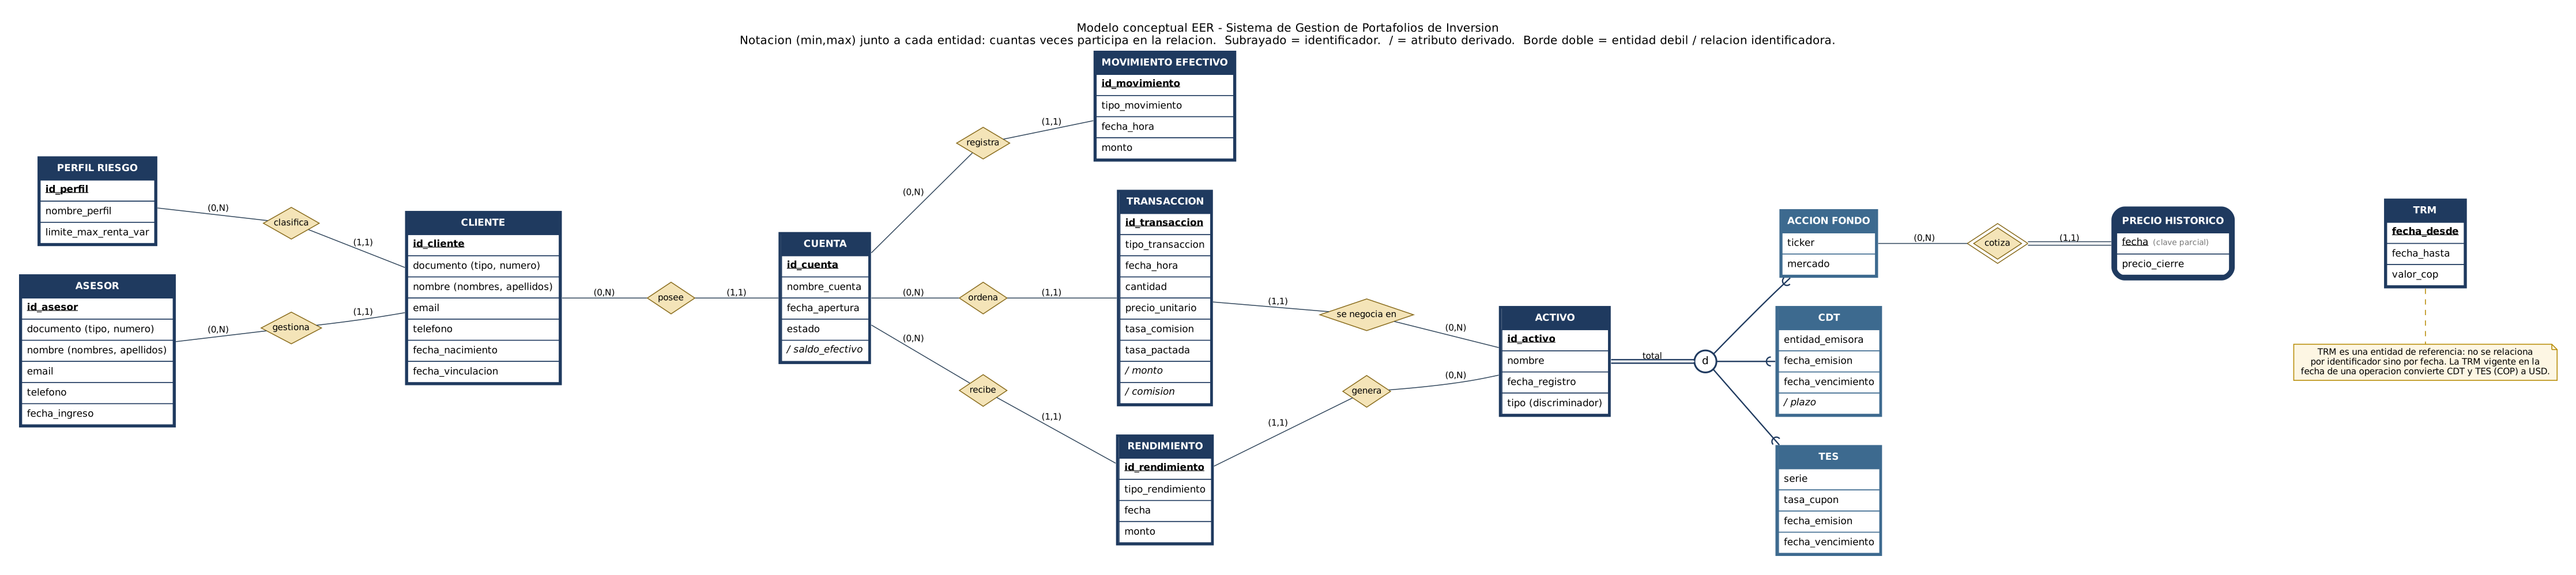 Modelo conceptual EER - Sistema de Gestion de Portafolios de Inversion
Notacion (min,max) junto a cada entidad: cuantas veces participa en la relacion.  Subrayado = identificador.  / = atributo derivado.  Borde doble = entidad debil / relacion identificadora.
PERFIL RIESGO
id_perfil
nombre_perfil
limite_max_renta_var
(0,N)
clasifica
(1,1)
ASESOR
id_asesor
documento (tipo, numero)
nombre (nombres, apellidos)
email
telefono
fecha_ingreso
(0,N)
gestiona
(1,1)
CLIENTE
id_cliente
documento (tipo, numero)
nombre (nombres, apellidos)
email
telefono
fecha_nacimiento
fecha_vinculacion
(0,N)
posee
(1,1)
CUENTA
id_cuenta
nombre_cuenta
fecha_apertura
estado
/ saldo_efectivo
(0,N)
registra
(1,1)
(0,N)
ordena
(1,1)
(0,N)
recibe
(1,1)
MOVIMIENTO EFECTIVO
id_movimiento
tipo_movimiento
fecha_hora
monto
TRANSACCION
id_transaccion
tipo_transaccion
fecha_hora
cantidad
precio_unitario
tasa_comision
tasa_pactada
/ monto
/ comision
RENDIMIENTO
id_rendimiento
tipo_rendimiento
fecha
monto
(1,1)
se negocia en
(0,N)
(1,1)
genera
(0,N)
ACTIVO
id_activo
nombre
fecha_registro
tipo (discriminador)
total
d
ACCION FONDO
ticker
mercado
CDT
entidad_emisora
fecha_emision
fecha_vencimiento
/ plazo
TES
serie
tasa_cupon
fecha_emision
fecha_vencimiento
(0,N)
cotiza
(1,1)
PRECIO HISTORICO
fecha (clave parcial)
precio_cierre
TRM
fecha_desde
fecha_hasta
valor_cop
TRM es una entidad de referencia: no se relaciona
por identificador sino por fecha. La TRM vigente en la
fecha de una operacion convierte CDT y TES (COP) a USD.